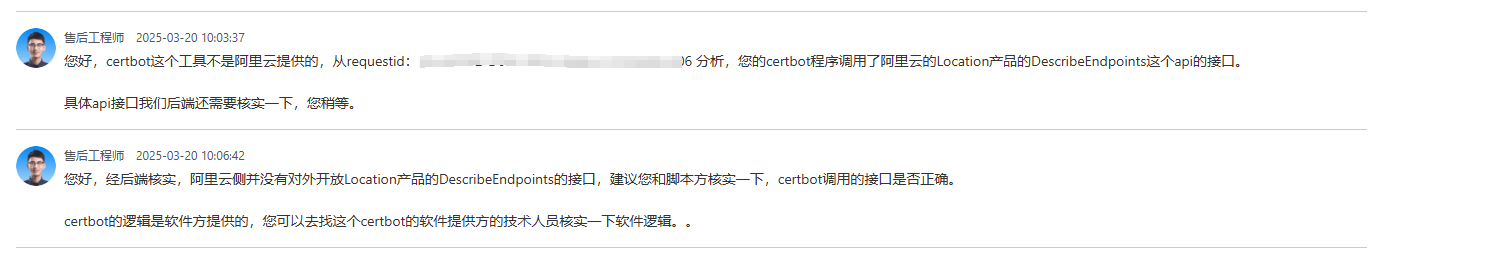 售后工程师 2025-03-20 10:03:37
您好，certbot这个工具不是阿里云提供的，从requestid： 06 分析，您的certbot程序调用了阿里云的Location产品的DescribeEndpoints这个api的接口。
具体api接口我们后端还需要核实一下，您稍等。
售后工程师 2025-03-20 10:06:42
您好，经后端核实，阿里云侧并没有对外开放Location产品的DescribeEndpoints的接口，建议您和脚本方核实一下，certbot调用的接口是否正确。
certbot的逻辑是软件方提供的，您可以去找这个certbot的软件提供方的技术人员核实一下软件逻辑。。